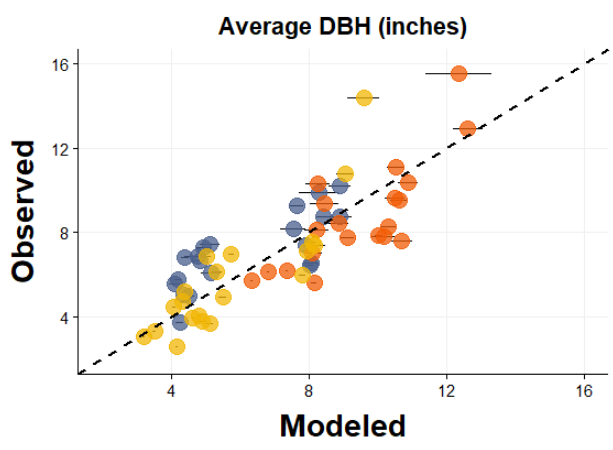 Average DBH (inches)
16
12
8
4
Observed
4 8 12 16
Modeled